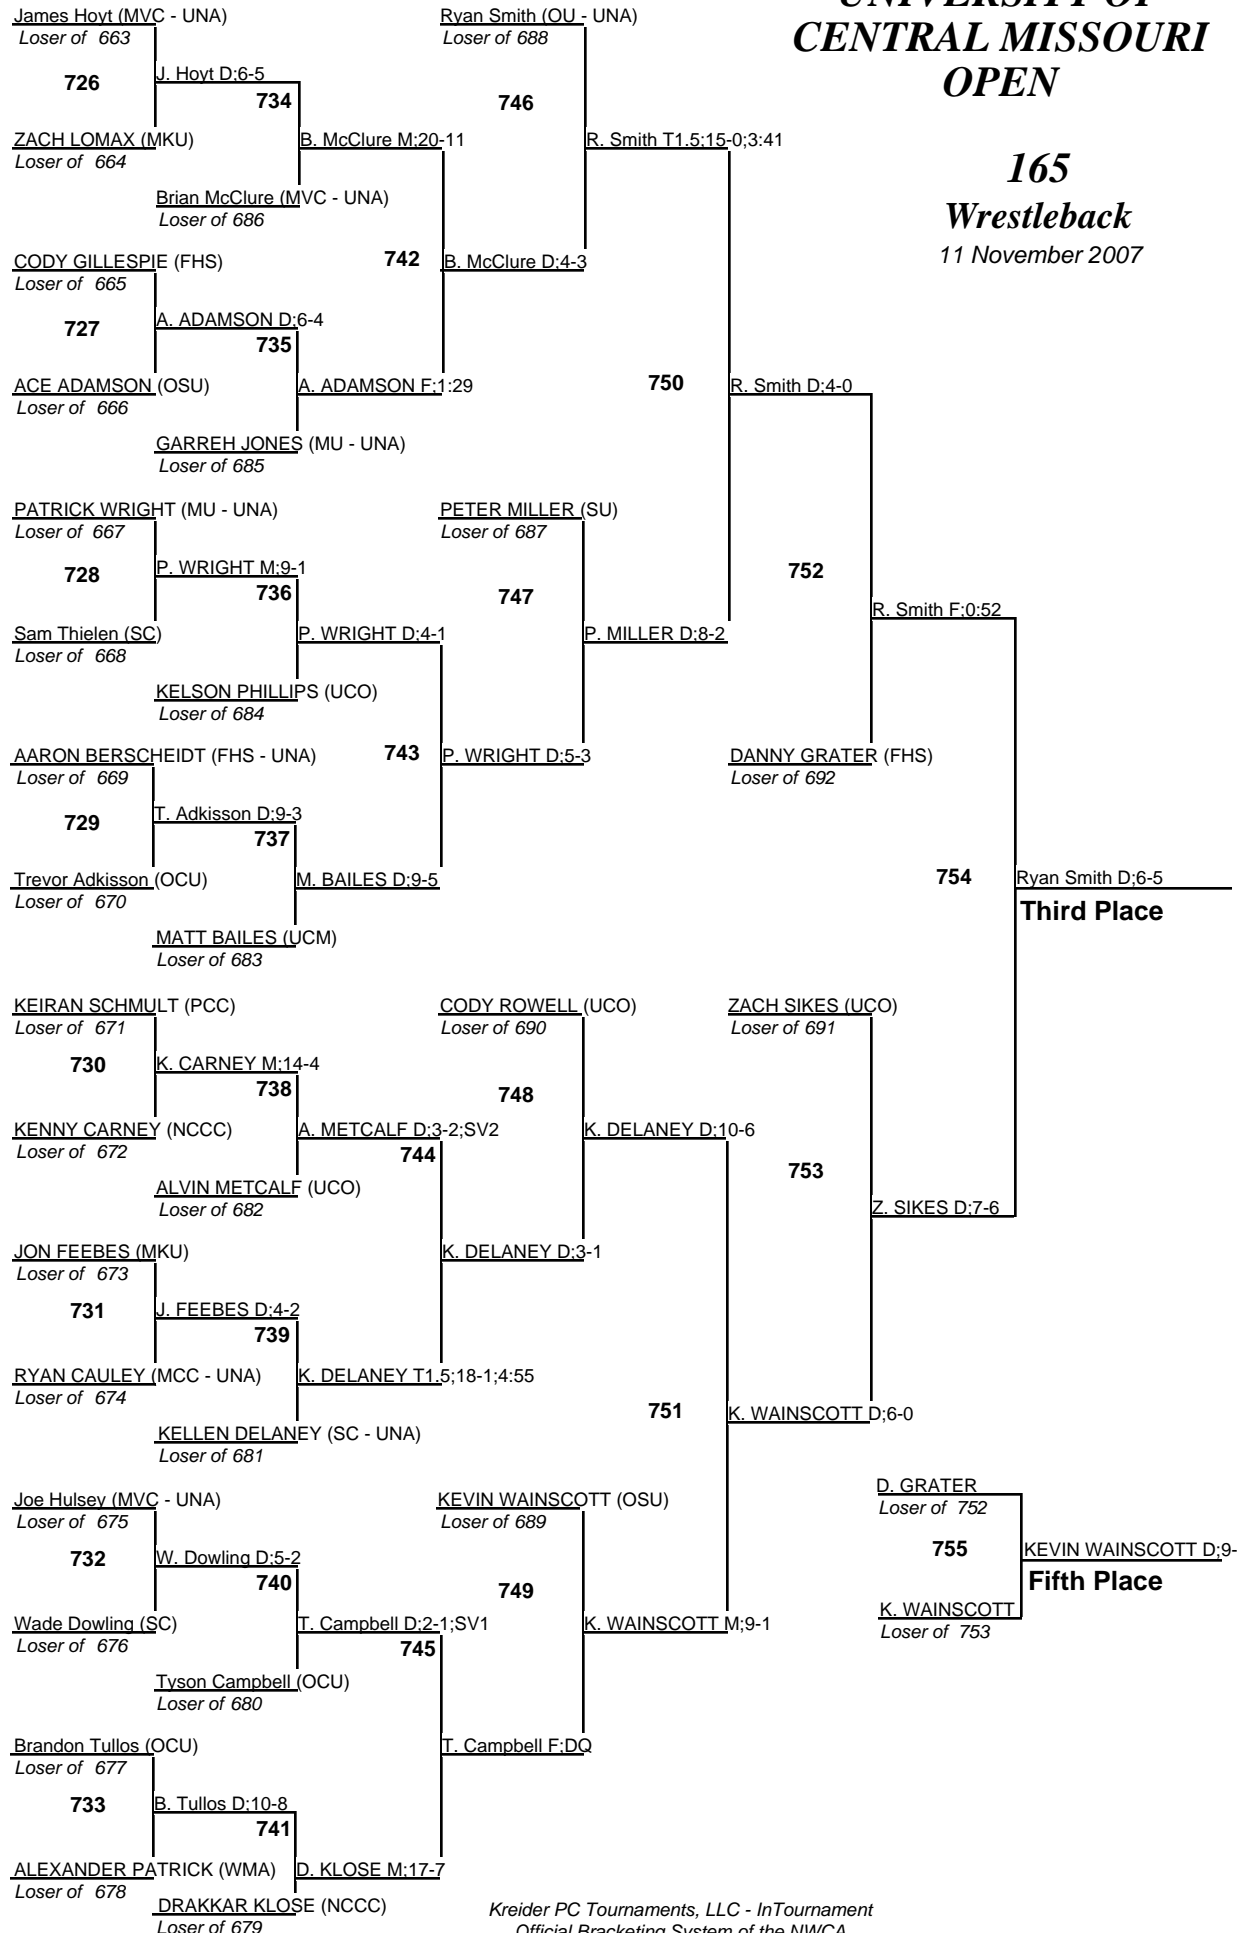 UNIVERSITY OF
CENTRAL MISSOURI
OPEN
165
Wrestleback
11 November 2007
James Hoyt (MVC - UNA)
Loser of 663
726
J. Hoyt D;6-5
734
ZACH LOMAX (MKU)
Loser of 664
B. McClure M;20-11
Brian McClure (MVC - UNA)
Loser of 686
742
B. McClure D;4-3
CODY GILLESPIE (FHS)
Loser of 665
727
A. ADAMSON D;6-4
735
ACE ADAMSON (OSU)
Loser of 666
A. ADAMSON F;1:29
GARREH JONES (MU - UNA)
Loser of 685
Ryan Smith (OU - UNA)
Loser of 688
746
R. Smith T1.5;15-0;3:41
750
R. Smith D;4-0
PATRICK WRIGHT (MU - UNA)
Loser of 667
728
P. WRIGHT M;9-1
736
Sam Thielen (SC)
Loser of 668
P. WRIGHT D;4-1
KELSON PHILLIPS (UCO)
Loser of 684
743
P. WRIGHT D;5-3
AARON BERSCHEIDT (FHS - UNA)
Loser of 669
729
T. Adkisson D;9-3
737
Trevor Adkisson (OCU)
Loser of 670
M. BAILES D;9-5
MATT BAILES (UCM)
Loser of 683
PETER MILLER (SU)
Loser of 687
747
P. MILLER D;8-2
752
R. Smith F;0:52
DANNY GRATER (FHS)
Loser of 692
754
Ryan Smith D;6-5
Third Place
KEIRAN SCHMULT (PCC)
Loser of 671
730
K. CARNEY M;14-4
738
KENNY CARNEY (NCCC)
Loser of 672
A. METCALF D;3-2;SV2
744
ALVIN METCALF (UCO)
Loser of 682
JON FEEBES (MKU)
Loser of 673
K. DELANEY D;3-1
731
J. FEEBES D;4-2
739
RYAN CAULEY (MCC - UNA)
Loser of 674
K. DELANEY T1.5;18-1;4:55
KELLEN DELANEY (SC - UNA)
Loser of 681
CODY ROWELL (UCO)
Loser of 690
748
K. DELANEY D;10-6
ZACH SIKES (UCO)
Loser of 691
753
Z. SIKES D;7-6
751
K. WAINSCOTT D;6-0
Joe Hulsey (MVC - UNA)
Loser of 675
732
W. Dowling D;5-2
740
Wade Dowling (SC)
Loser of 676
T. Campbell D;2-1;SV1
745
Tyson Campbell (OCU)
Loser of 680
Brandon Tullos (OCU)
Loser of 677
T. Campbell F;DQ
733
B. Tullos D;10-8
741
ALEXANDER PATRICK (WMA)
Loser of 678
D. KLOSE M;17-7
DRAKKAR KLOSE (NCCC)
Loser of 679
KEVIN WAINSCOTT (OSU)
Loser of 689
749
K. WAINSCOTT M;9-1
D. GRATER
Loser of 752
755
KEVIN WAINSCOTT D;9-
Fifth Place
K. WAINSCOTT
Loser of 753
Kreider PC Tournaments, LLC - InTournament
Official Bracketing System of the NWCA